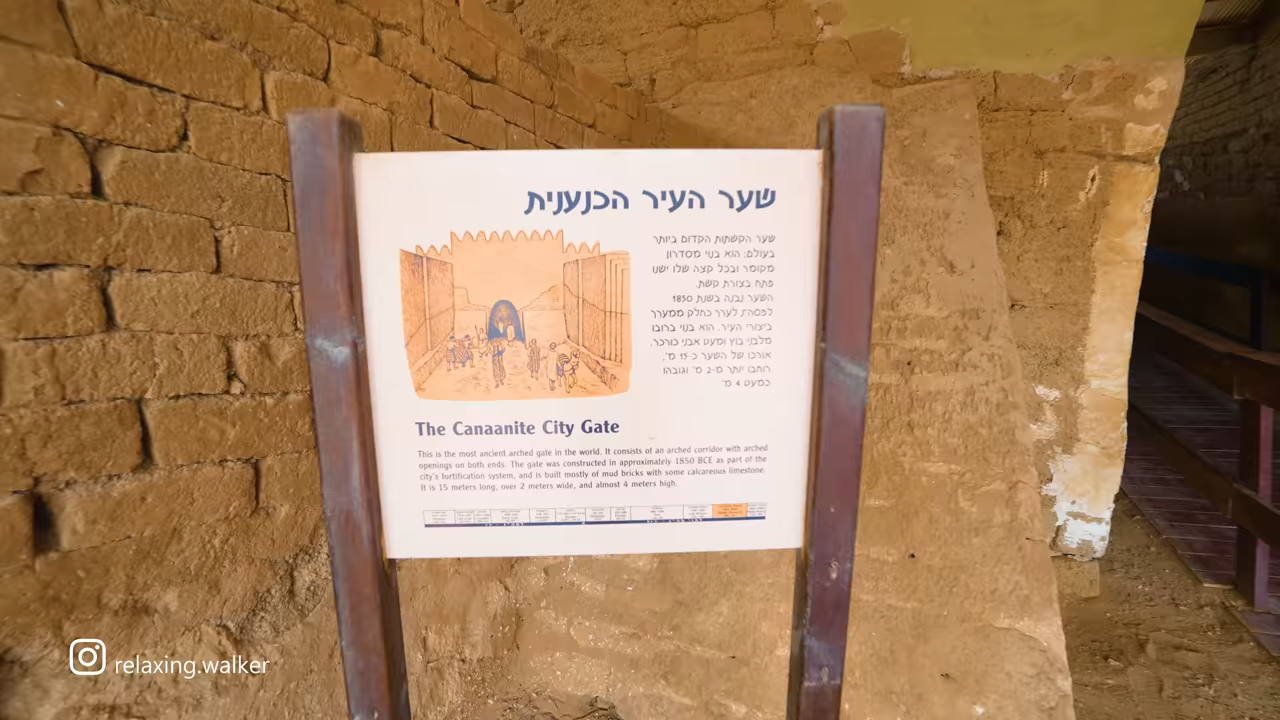 שער העיר הכנענית
שער הקשתות הקדום ביותר
בעולם; הוא בנוי מסדרון
מקומר ובכל קצה שלו ישנו
פתח בצורת קשת.
השער נבנה בשנת 1850
לפסה"נ לערך כחלק ממערך
ביצורי העיר. הוא בנוי ברובו
מלבני בוץ ומעט אבני כורכר.
אורכו של השער כ-15 מ',
רוחבו יותר מ-2 מ' וגובהו
כמעט 4 מ'
The Canaanite City Gate
This is the most ancient arched gate in the world. It consists of an arched corridor with arched
openings on both ends. The gate was constructed in approximately 1850 BCE as part of the
city's fortification system, and is built mostly of mud bricks with some calcareous limestone.
It is 15 meters long, over 2 meters wide, and almost 4 meters high.
relaxing.walker